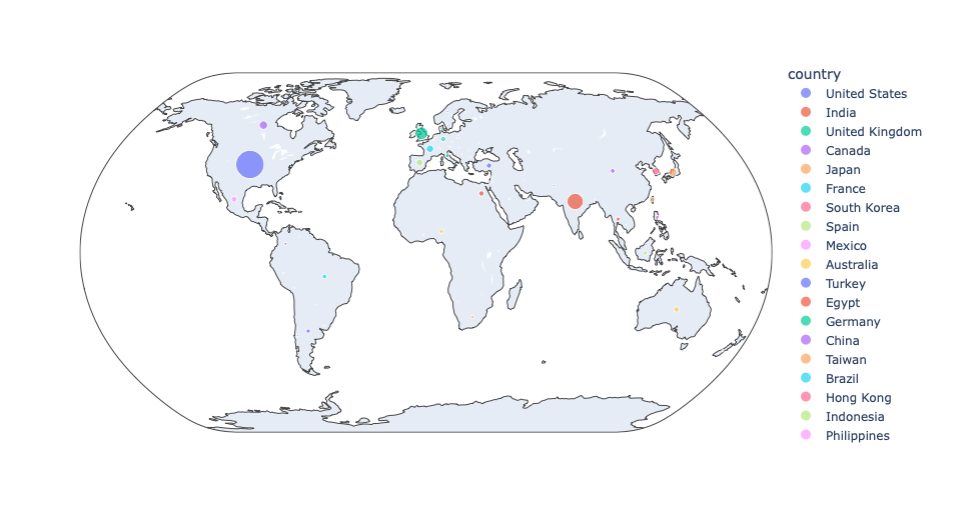 country
United States
India
United Kingdom
Canada
Japan
France
South Korea
Spain
Mexico
Australia
Turkey
Egypt
Germany
China
Taiwan
Brazil
Hong Kong
Indonesia
Philippines